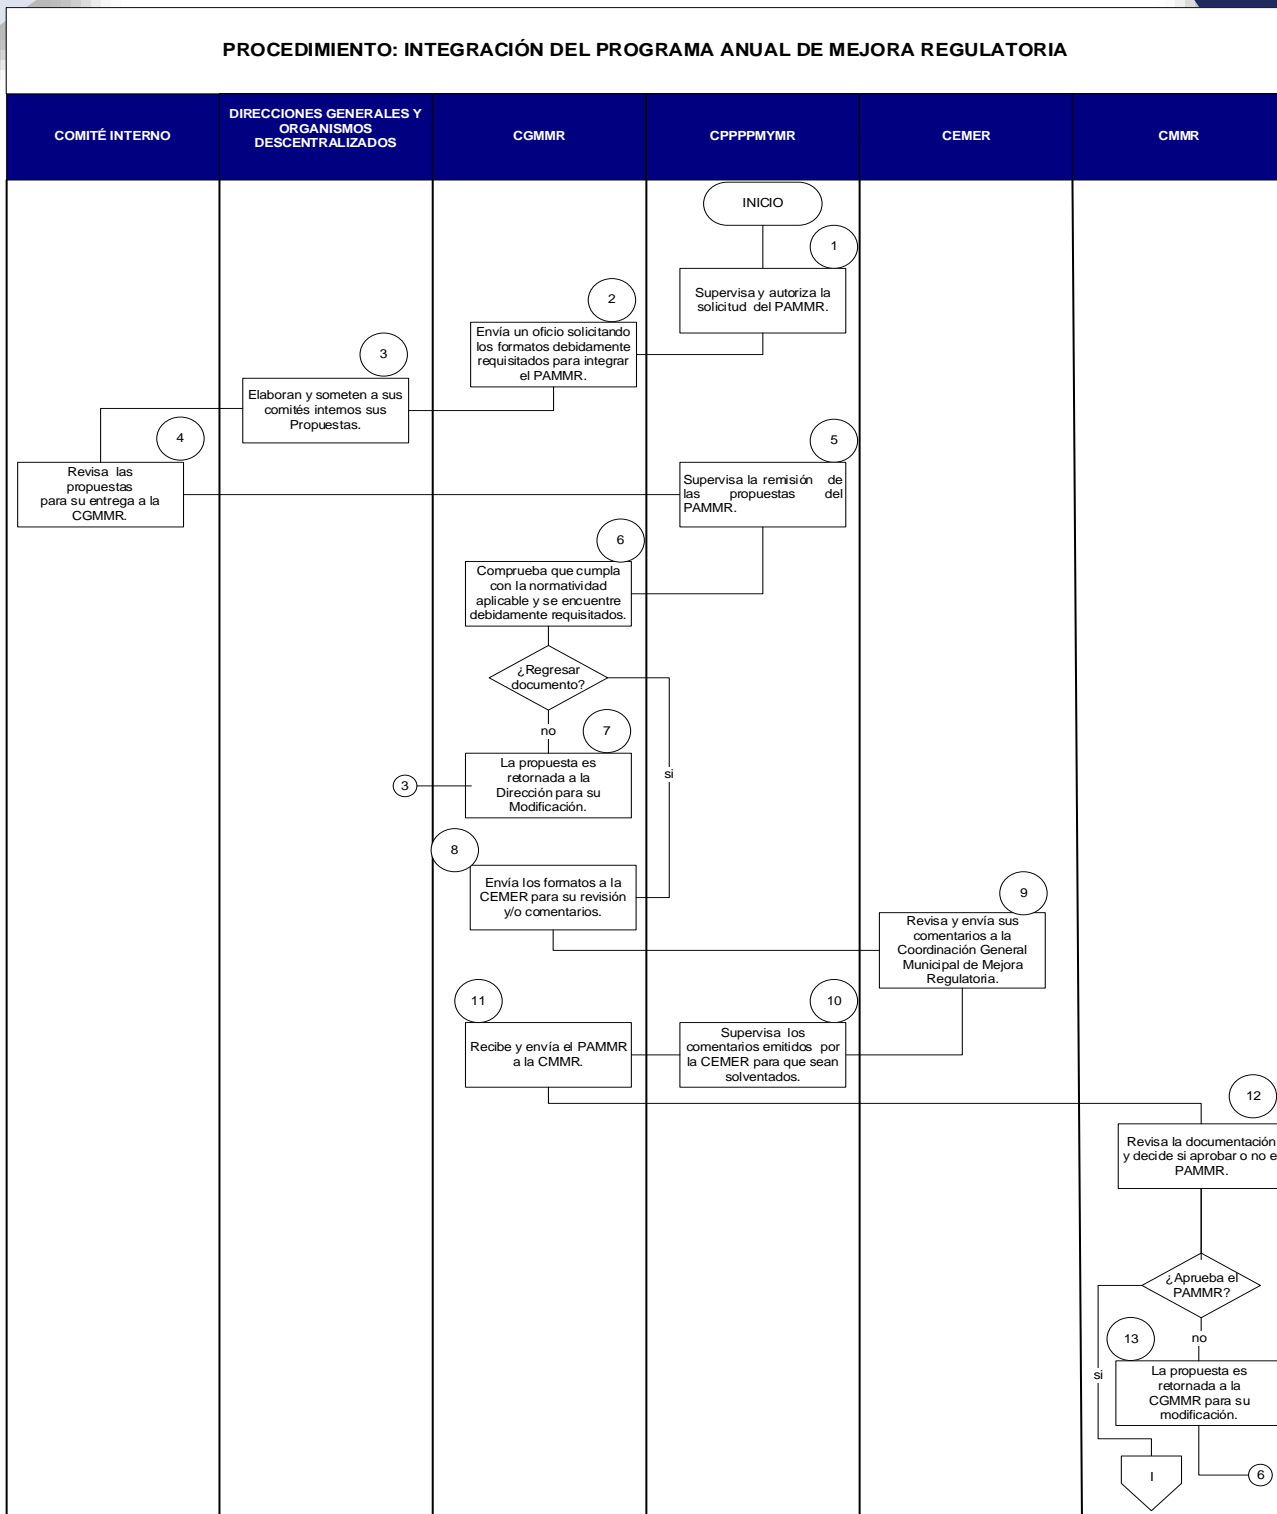 PROCEDIMIENTO: INTEGRACIÓN DEL PROGRAMA ANUAL DE MEJORA REGULATORIA
COMITÉ INTERNO
DIRECCIONES GENERALES Y
ORGANISMOS
DESCENTRALIZADOS
CGMMR
CPPPPMYMR
CEMER
CMMR
INICIO
1
Supervisa y autoriza la
solicitud del PAMMR.
2
Envía un oficio solicitando
los formatos debidamente
requisitados para integrar
el PAMMR.
3
Elaboran y someten a sus
comités internos sus
Propuestas.
4
Revisa las
propuestas
para su entrega a la
CGMMR.
5
Supervisa la remisión de
las propuestas del
PAMMR.
6
Comprueba que cumpla
con la normatividad
aplicable y se encuentre
debidamente requisitados.
¿Regresar
documento?
no
si
7
La propuesta es
retornada a la
Dirección para su
Modificación.
3
8
Envía los formatos a la
CEMER para su revisión
y/o comentarios.
9
Revisa y envía sus
comentarios a la
Coordinación General
Municipal de Mejora
Regulatoria.
10
Supervisa los
comentarios emitidos por
la CEMER para que sean
solventados.
11
Recibe y envía el PAMMR
a la CMMR.
12
Revisa la documentación
y decide si aprobar o no e
PAMMR.
¿Aprueba el
PAMMR?
no
si
13
La propuesta es
retornada a la
CGMMR para su
modificación.
6
I